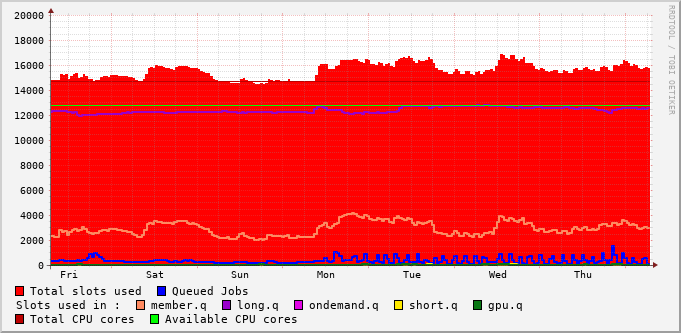 20000
18000
16000
14000
12000
10000
8000
6000
4000
2000
0
Fri Sat Sun Mon Tue Wed Thu
Total slots used Queued Jobs
Slots used in : member.q long.q ondemand.q short.q gpu.q
Total CPU cores Available CPU cores
RRDTOOL / TOBI OETIKER